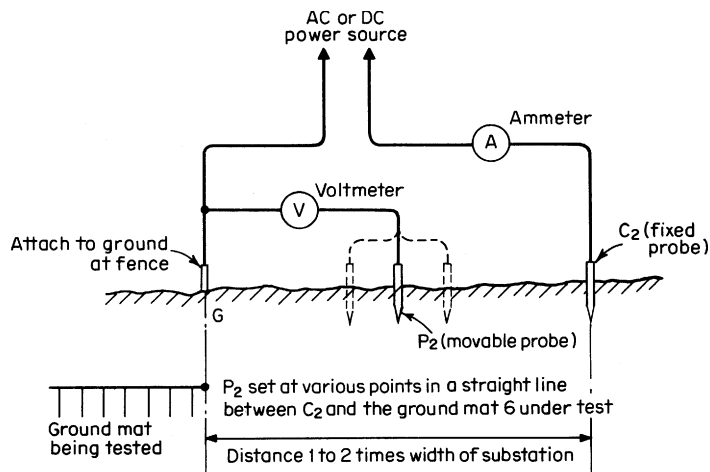 AC or DC
power source
Ammeter
A
Voltmeter
V
C2 (fixed
probe)
Attach to ground
at fence
G
P2 (movable probe)
P2 set at various points in a straight line
between C2 and the ground mat 6 under test
Ground mat
being tested
Distance 1 to 2 times width of substation